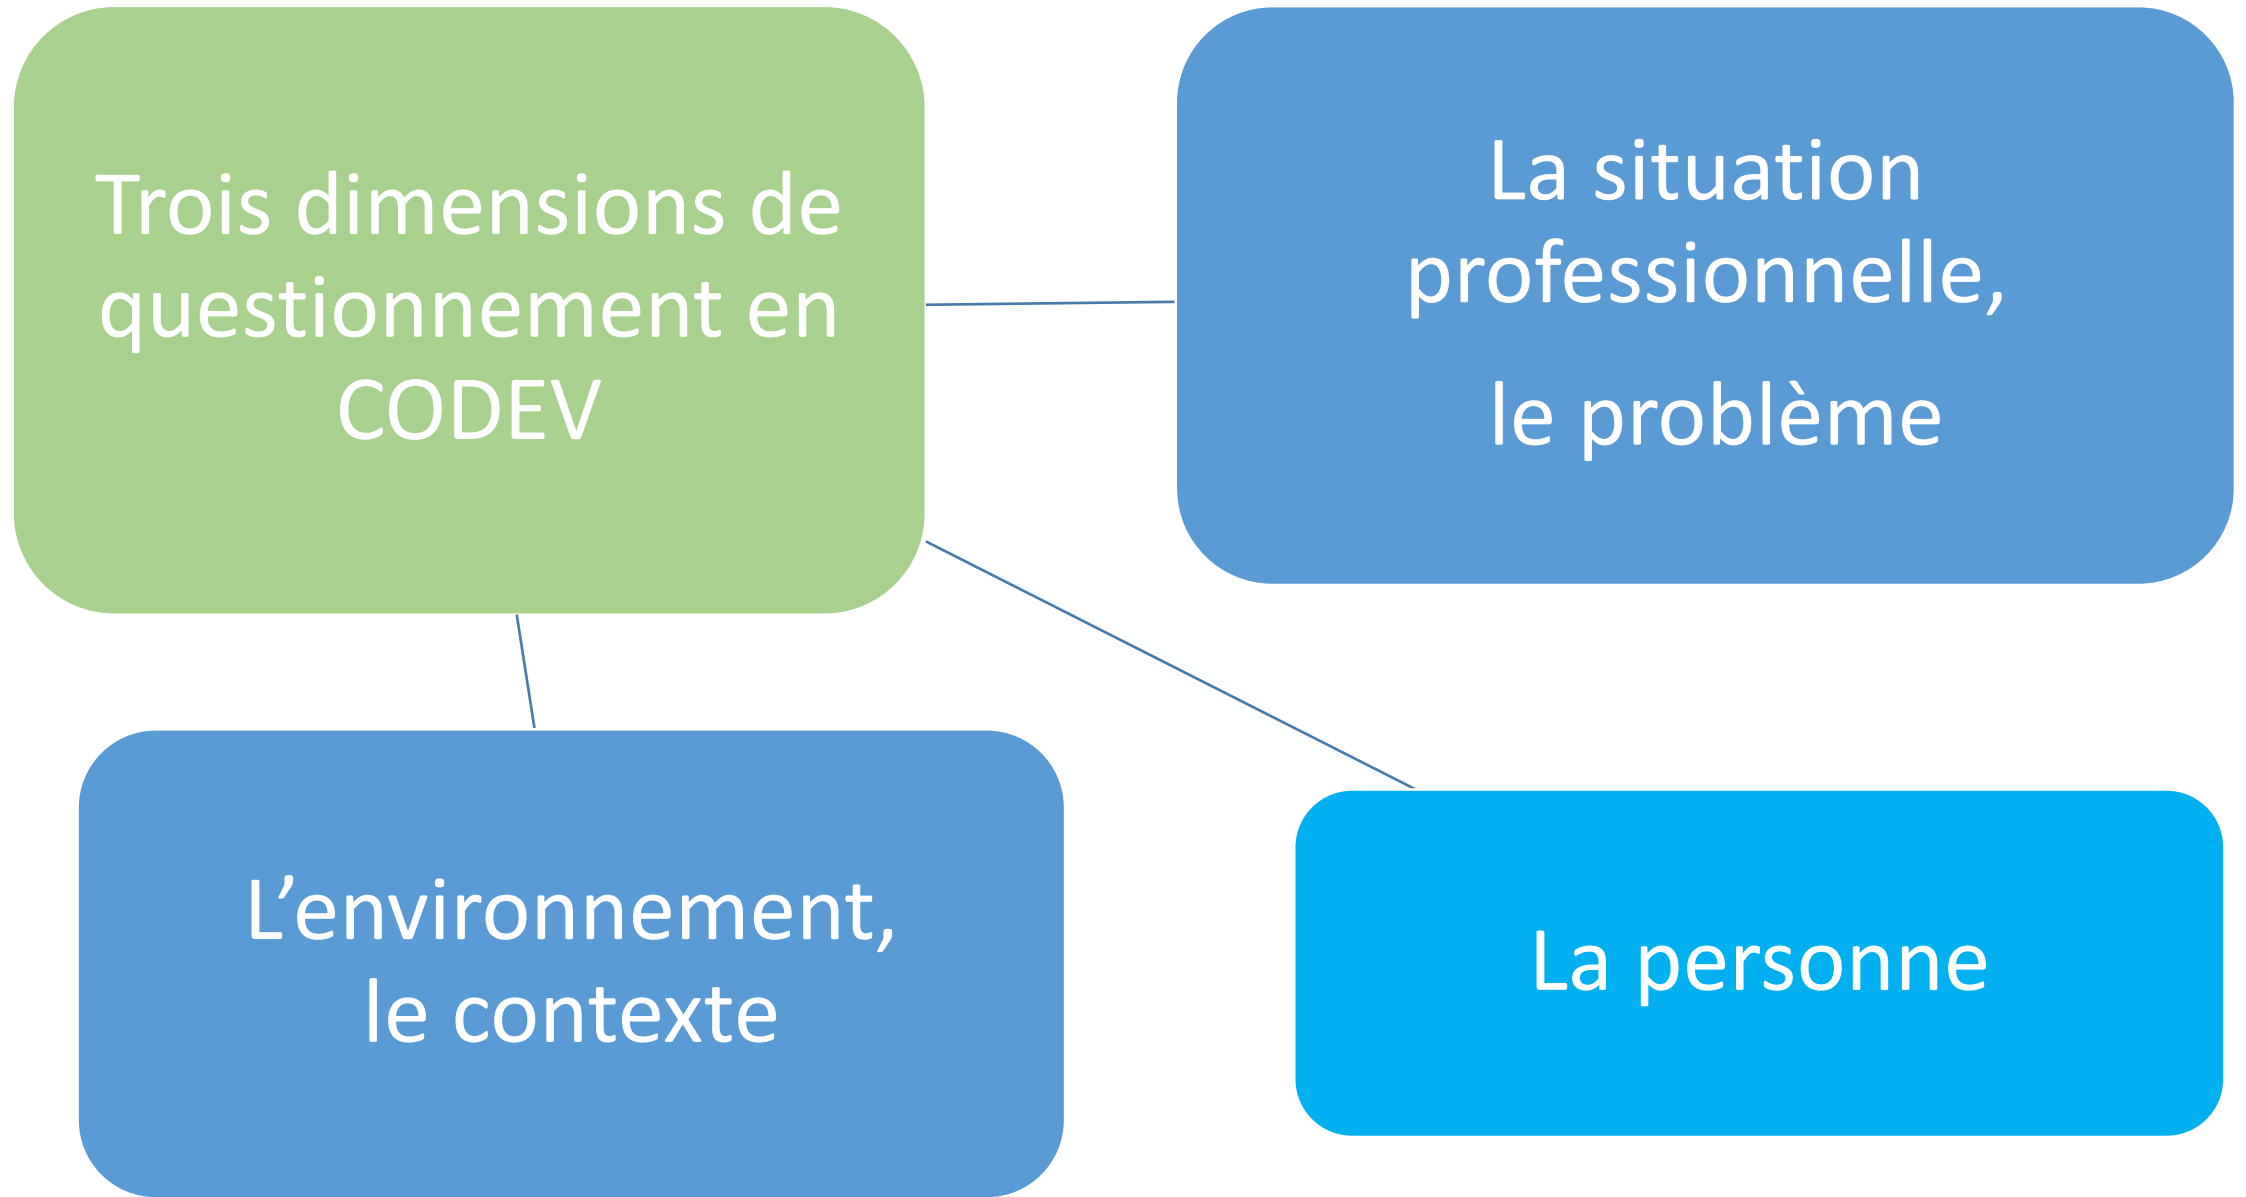 Trois dimensions de
questionnement en
CODEV
La situation
professionnelle,
le problème
L’environnement,
le contexte
La personne